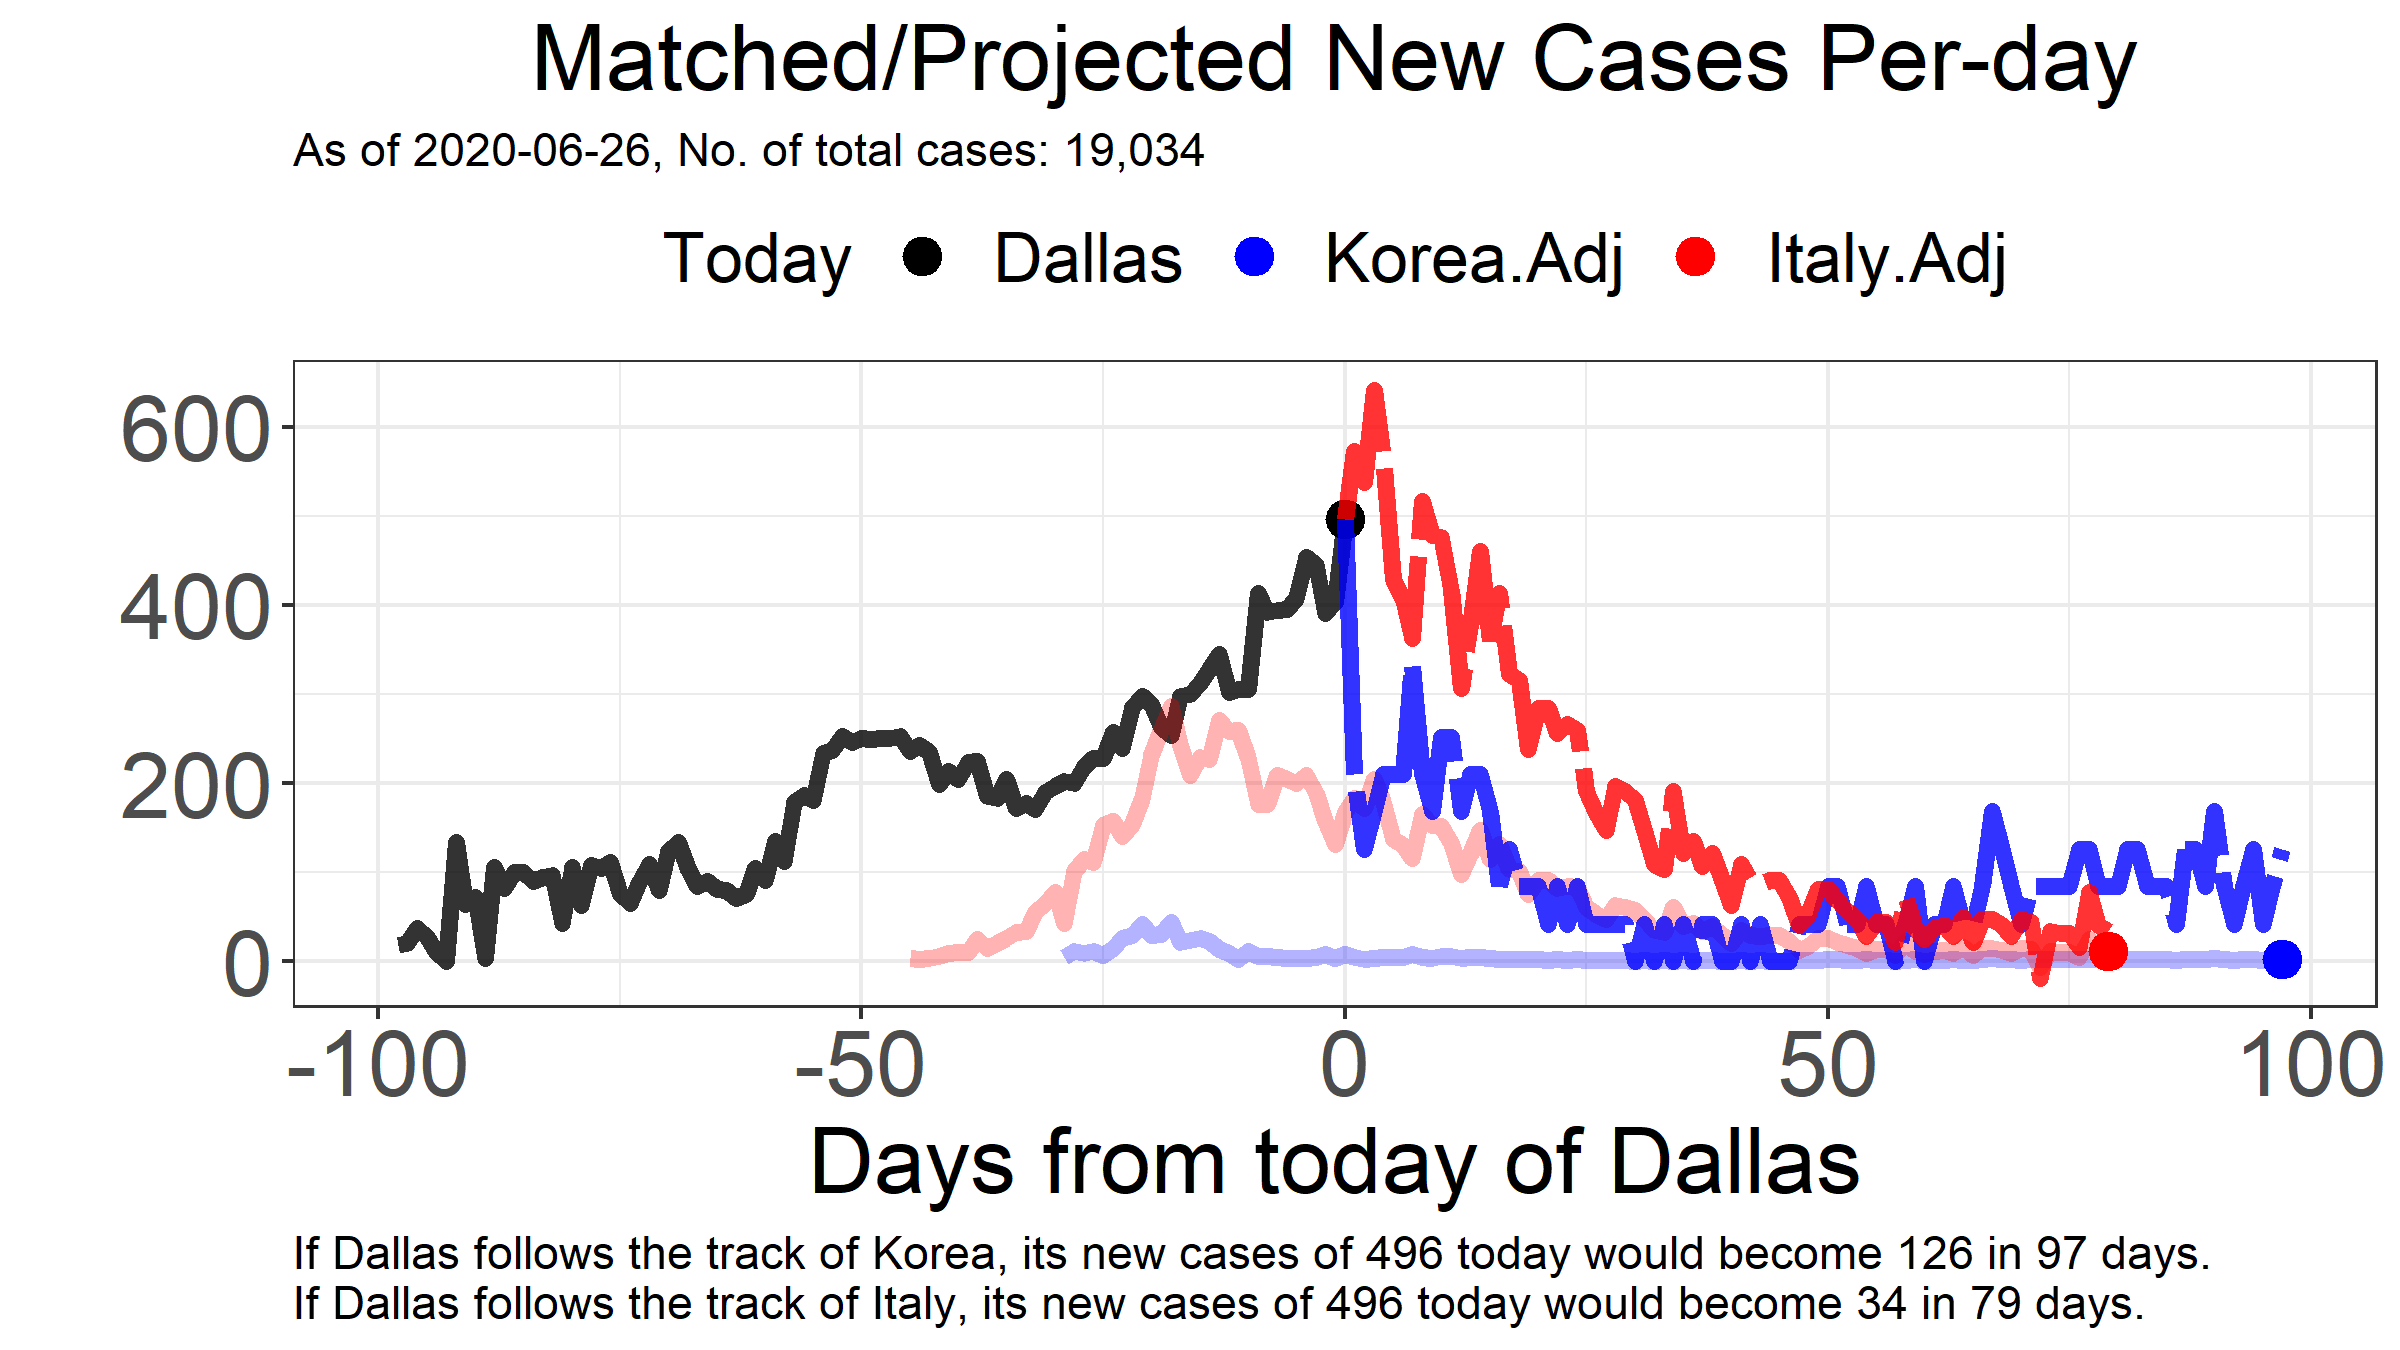 Matched/Projected New Cases Per-day
As of 2020-06-26, No. of total cases: 19,034
Today Dallas Korea.Adj Italy.Adj
600
400
200
0
-100 -50 0 50 100
Days from today of Dallas
If Dallas follows the track of Korea, its new cases of 496 today would become 126 in 97 days.
If Dallas follows the track of Italy, its new cases of 496 today would become 34 in 79 days.